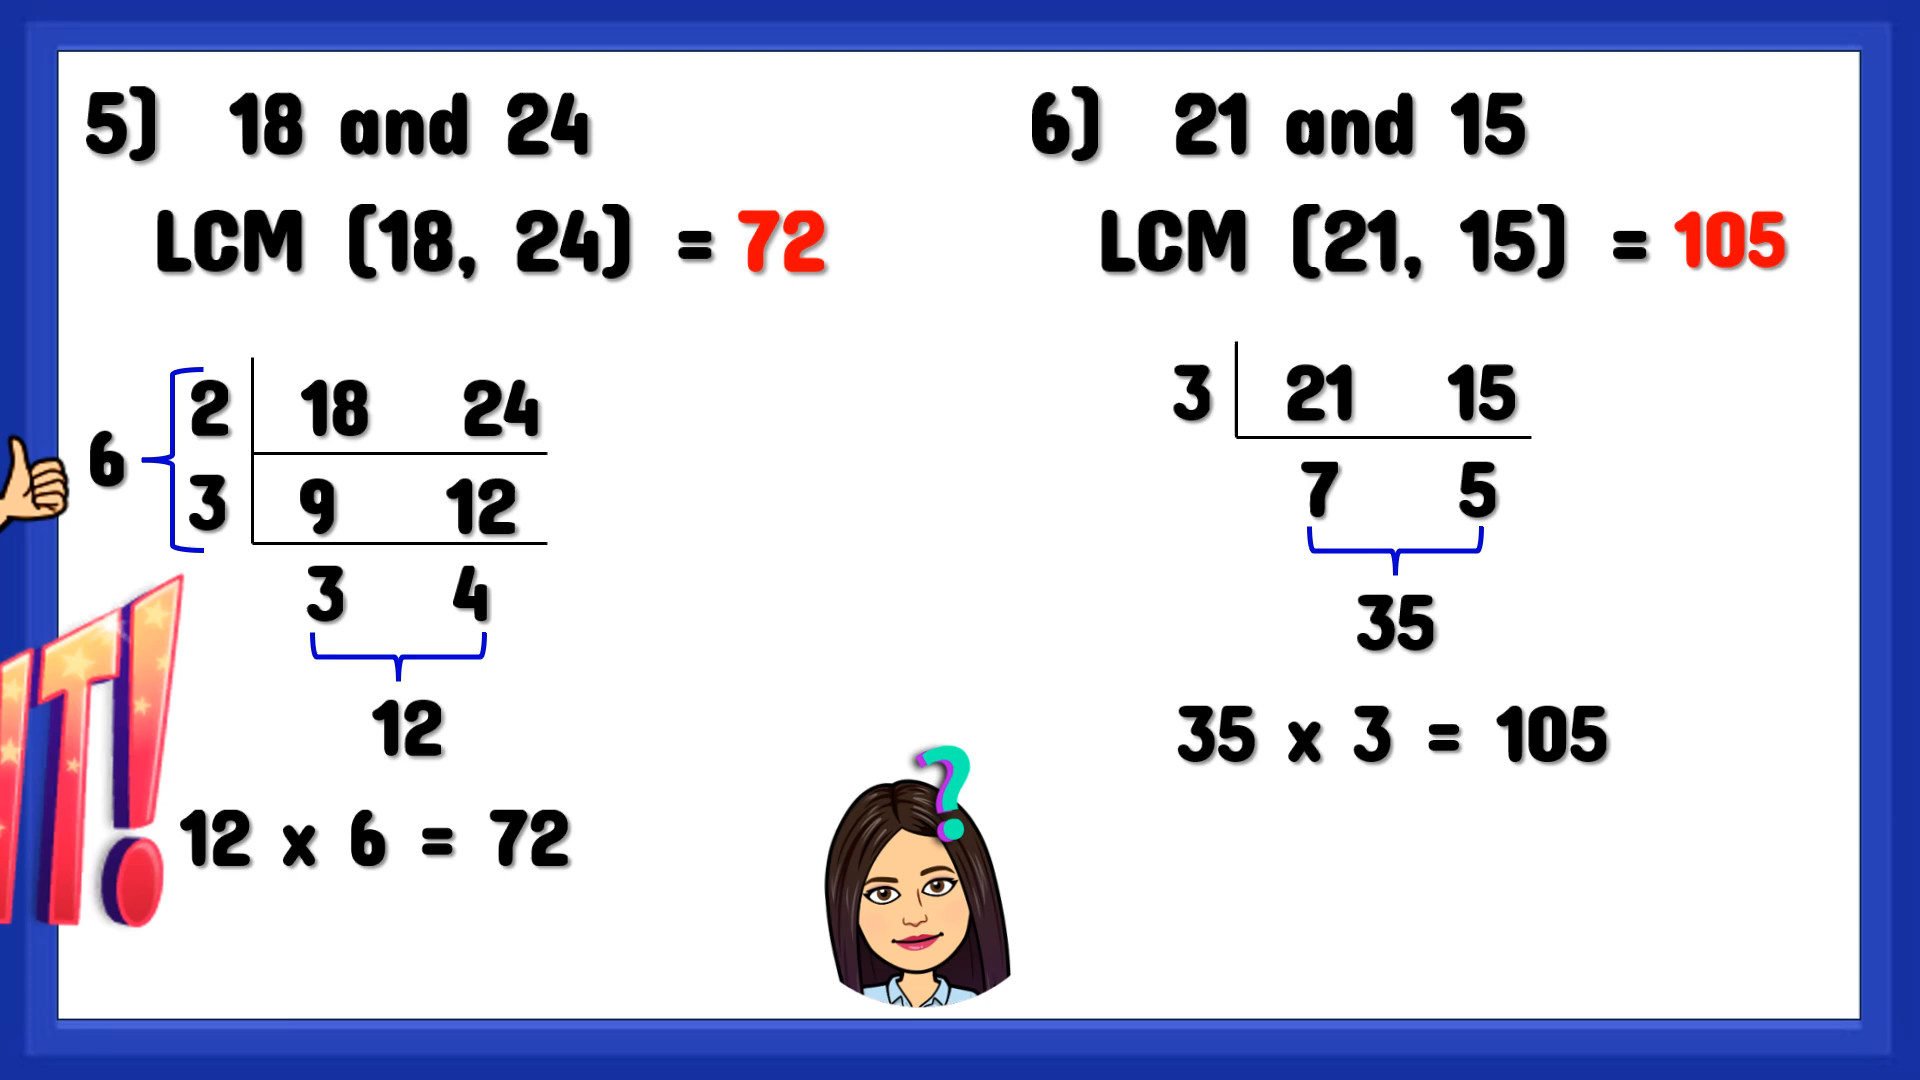 5) 18 and 24
LCM (18, 24) = 72
2 18 24
6
3 9 12
3 4
12
12 x 6 = 72
6) 21 and 15
LCM (21, 15) = 105
3 21 15
7 5
35
35 x 3 = 105
?